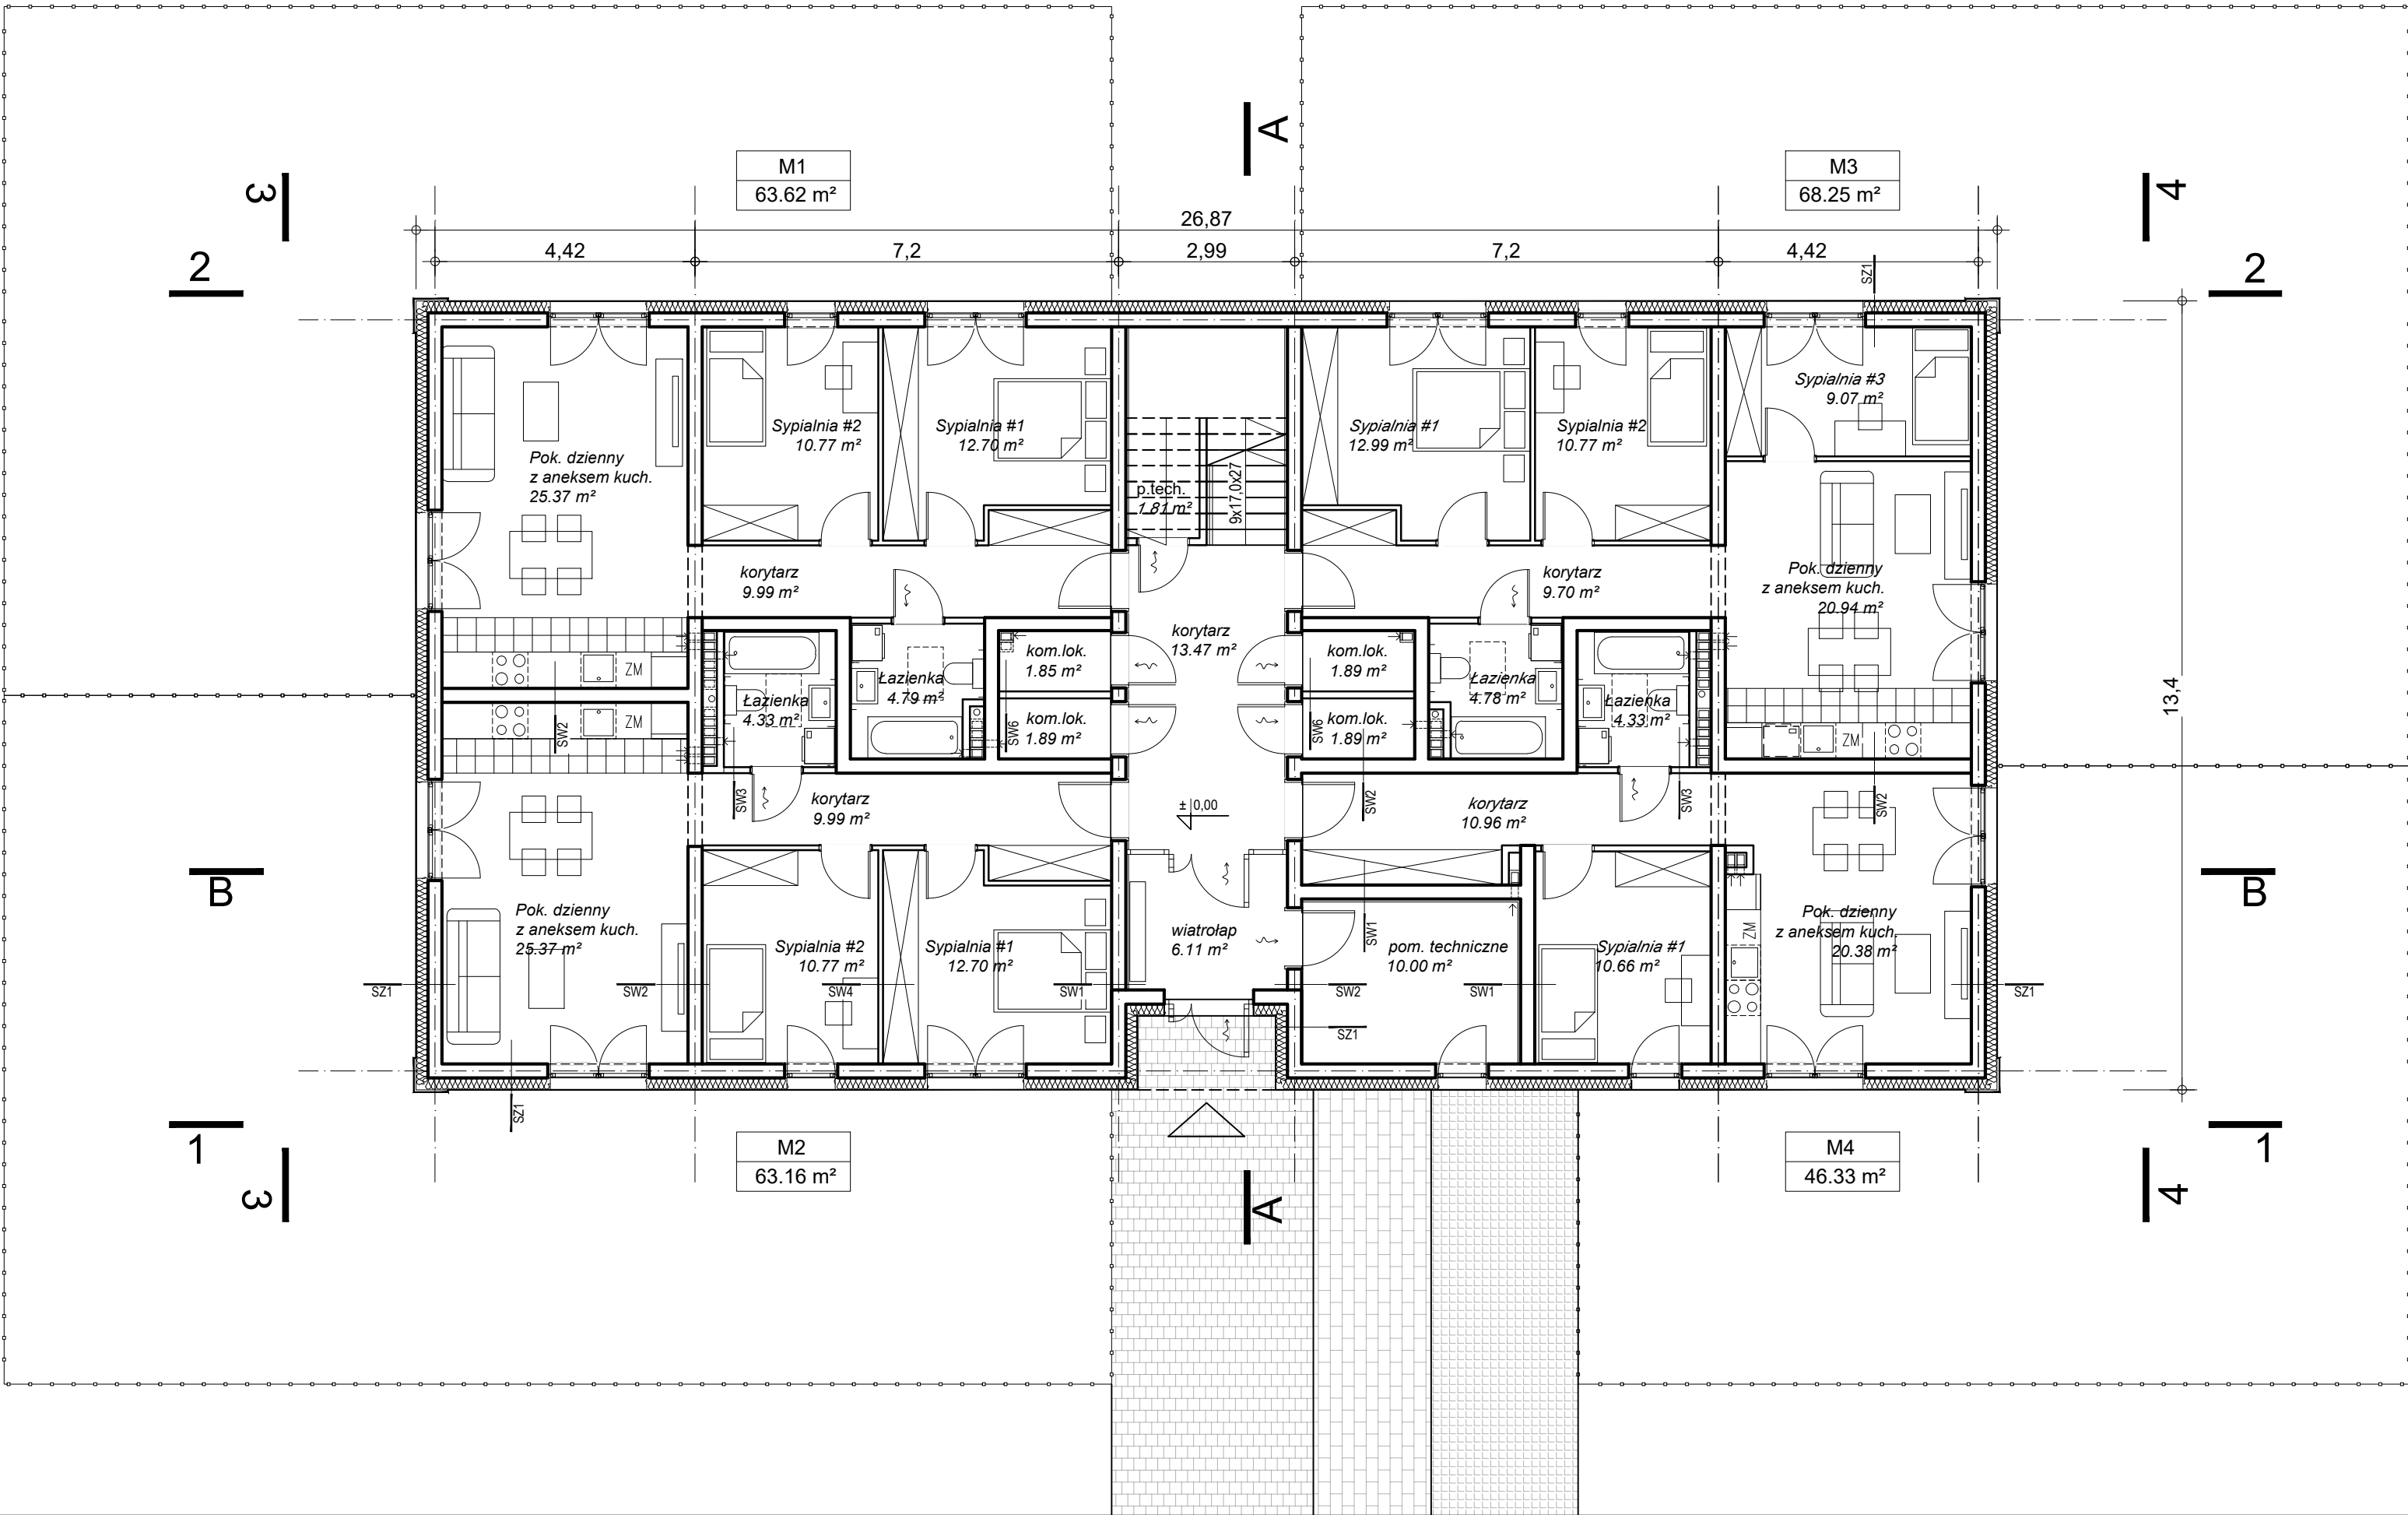 A
M1
63.62 m²
M3
68.25 m²
3
4
26,87
4,42
7,2
2,99
7,2
4,42
2
2
SZ1
Sypialnia #2
10.77 m²
Sypialnia #1
12.70 m²
Pok. dzienny
z aneksem kuch.
25.37 m²
p.tech.
1.81 m²
9x17,0x27
Sypialnia #1
12.99 m²
Sypialnia #2
10.77 m²
Sypialnia #3
9.07 m²
Pok. dzienny
z aneksem kuch.
20.94 m²
korytarz
9.99 m²
korytarz
13.47 m²
korytarz
9.70 m²
ZM
ZM
SW2
Łazienka
4.33 m²
Łazienka
4.79 m²
kom.lok.
1.85 m²
kom.lok.
1.89 m²
SW6
kom.lok.
1.89 m²
kom.lok.
1.89 m²
SW6
Łazienka
4.78 m²
Łazienka
4.33 m²
ZM
13,4
SW3
korytarz
9.99 m²
± 0,00
SW2
korytarz
10.96 m²
SW3
SW2
B
B
Pok. dzienny
z aneksem kuch.
25.37 m²
Sypialnia #2
10.77 m²
Sypialnia #1
12.70 m²
wiatrołap
6.11 m²
SW1
pom. techniczne
10.00 m²
Sypialnia #1
10.66 m²
ZM
Pok. dzienny
z aneksem kuch.
20.38 m²
SZ1
SW2
SW4
SW1
SW2
SW1
SZ1
SZ1
SZ1
1
1
M2
63.16 m²
M4
46.33 m²
3
A
4